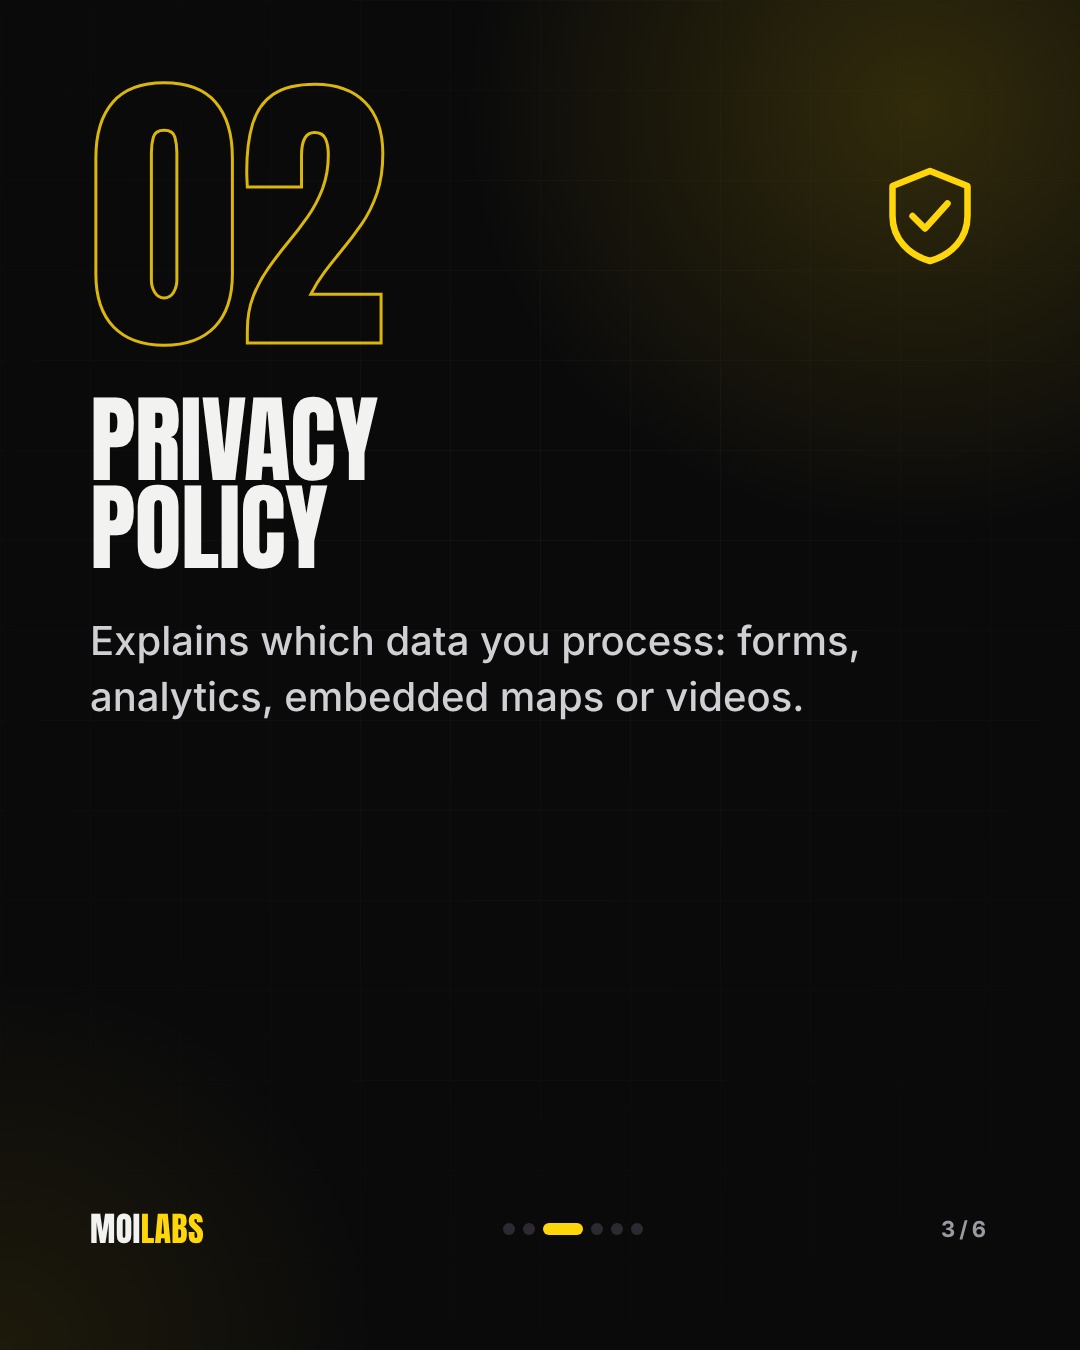 02
PRIVACY
POLICY
Explains which data you process: forms,
analytics, embedded maps or videos.
MOILABS
3 / 6